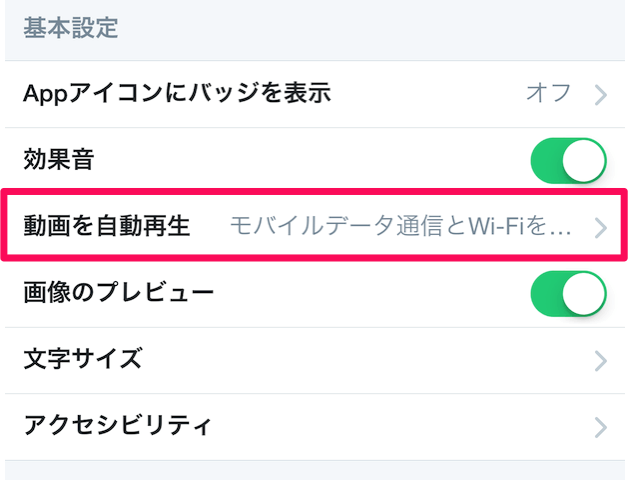 基本設定
Appアイコンにバッジを表示 オフ
効果音
動画を自動再生 モバイルデータ通信とWi-Fiを...
画像のプレビュー
文字サイズ
アクセシビリティ